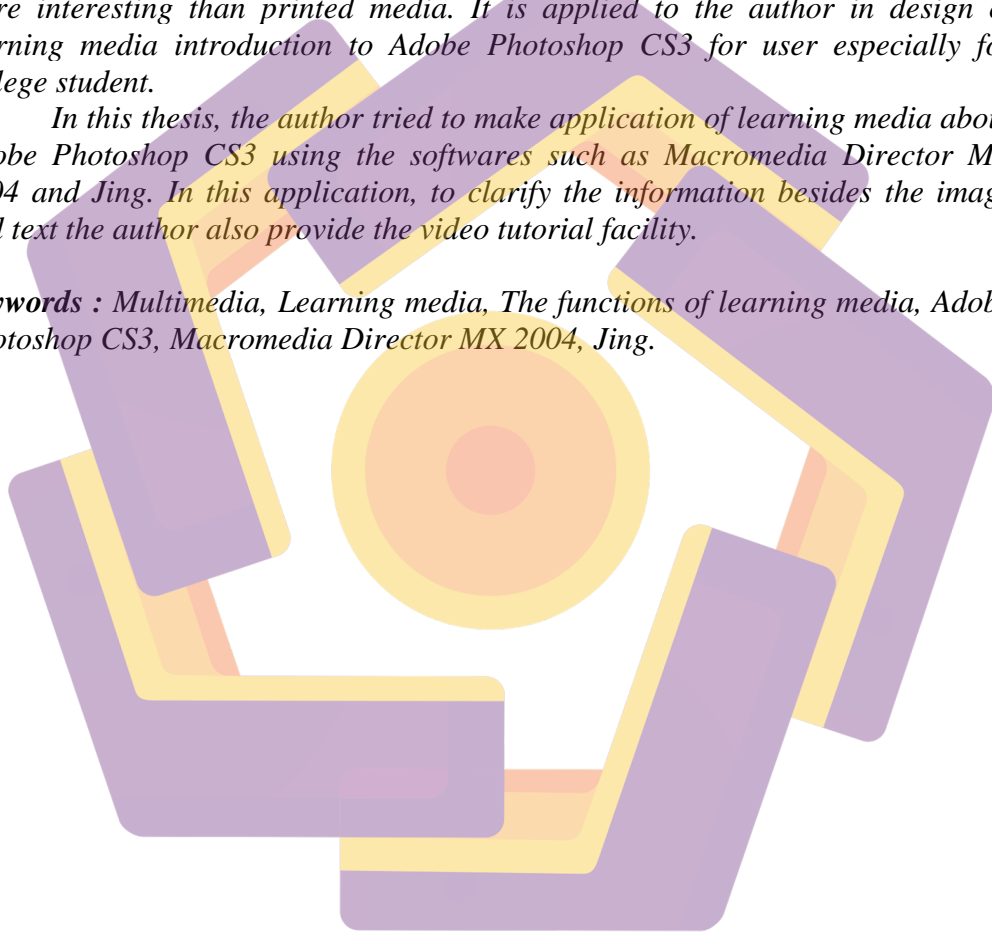 re interesting than printed media. It is applied to the author in design o
rning media introduction to Adobe Photoshop CS3 for user especially fo
lege student.
In this thesis, the author tried to make application of learning media abou
obe Photoshop CS3 using the softwares such as Macromedia Director M
04 and Jing. In this application, to clarify the information besides the imag
d text the author also provide the video tutorial facility.
ywords : Multimedia, Learning media, The functions of learning media, Adob
otoshop CS3, Macromedia Director MX 2004, Jing.